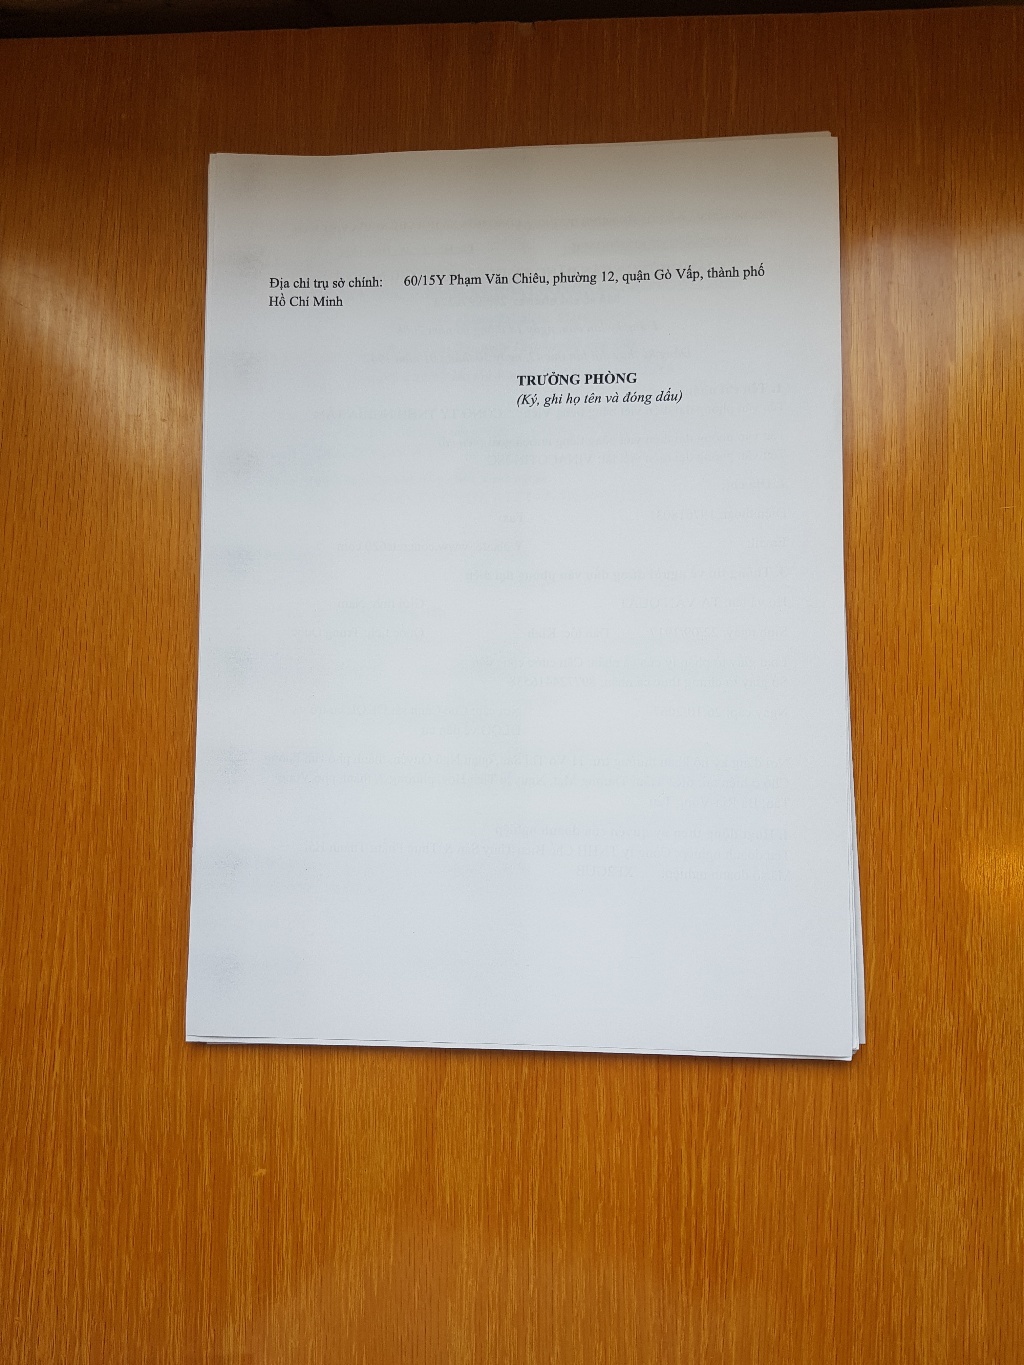 Địa chỉ trụ sở chính: 60/15Y Phạm Văn Chiêu, phường 12, quận Gò Vấp, thành phố
Hồ Chí Minh
TRƯỞNG PHÒNG
(Ký, ghi họ tên và đóng dấu)